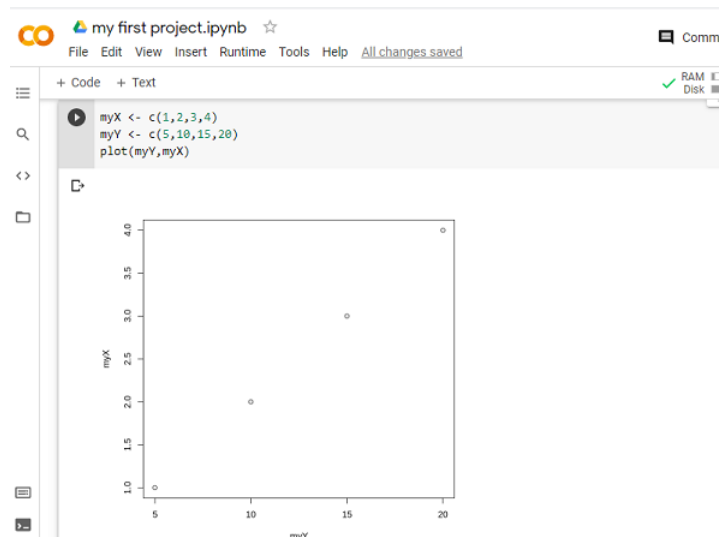 my first project.ipynb
Comm
File Edit View Insert Runtime Tools Help All changes saved
+ Code + Text
RAM
Disk
myX <- c(1,2,3,4)
myY <- c(5,10,15,20)
plot(myY,myX)
4.0
3.5
3.0
2.5
2.0
1.5
1.0
myX
5 10 15 20
myY